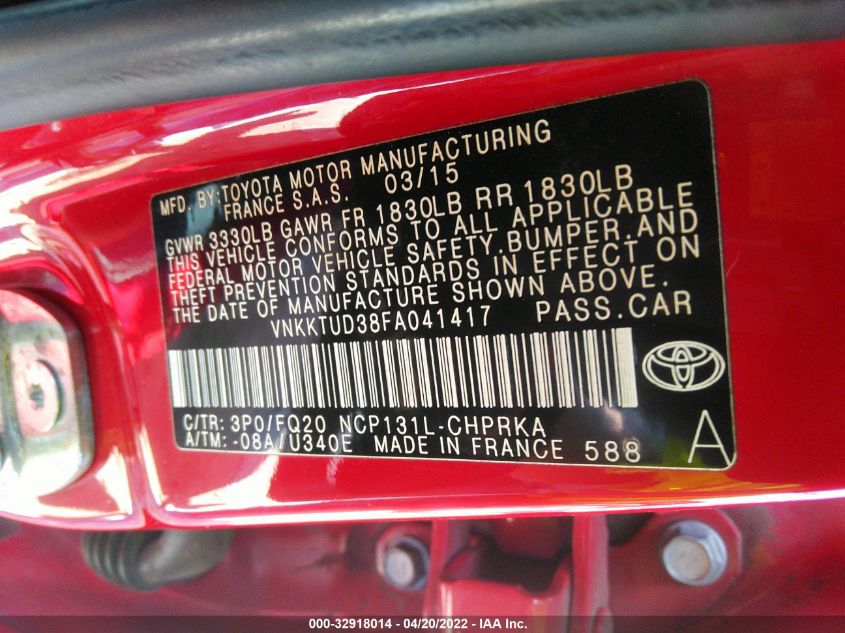 MFD. BY:TOYOTA MOTOR MANUFACTURING
FRANCE S.A.S. 03/15
GVWR 3330LB GAWR FR 1830LB RR 1830LB
THIS VEHICLE CONFORMS TO ALL APPLICABLE
FEDERAL MOTOR VEHICLE SAFETY,BUMPER,AND
THEFT PREVENTION STANDARDS IN EFFECT ON
THE DATE OF MANUFACTURE SHOWN ABOVE.
VNKKTUD38FA041417 PASS.CAR
C/TR: 3P0/FQ20 NCP131L-CHPRKA
A/TM: -08A/U340E MADE IN FRANCE 588 A
000-32918014 - 04/20/2022 - IAA Inc.